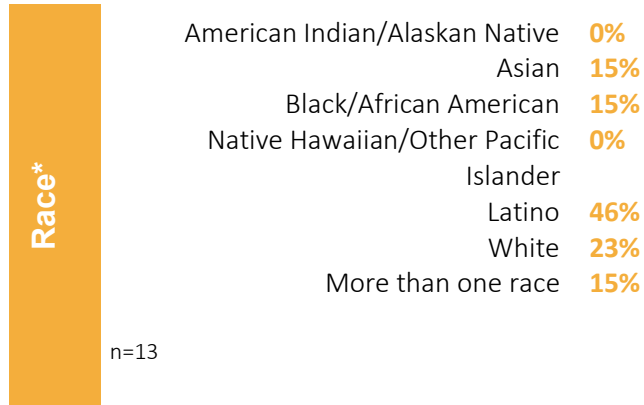 Race*
American Indian/Alaskan Native 0%
Asian 15%
Black/African American 15%
Native Hawaiian/Other Pacific 0%
Islander
Latino 46%
White 23%
More than one race 15%
n=13